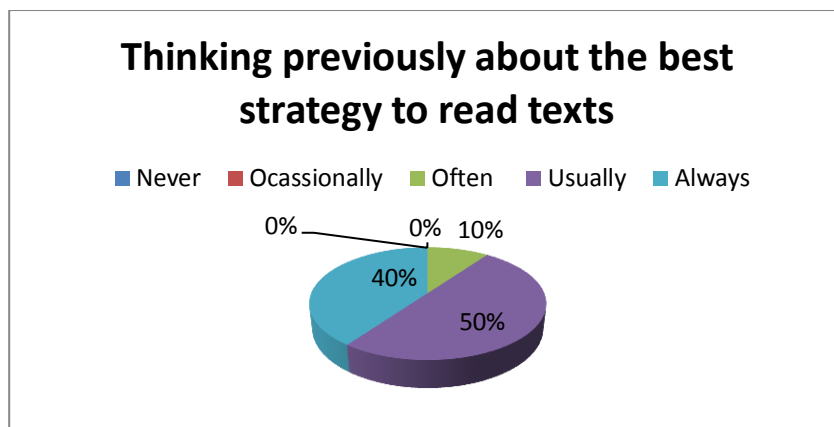 Thinking previously about the best
strategy to read texts
Never Ocassionally Often Usually Always
0% 0% 10%
40%
50%